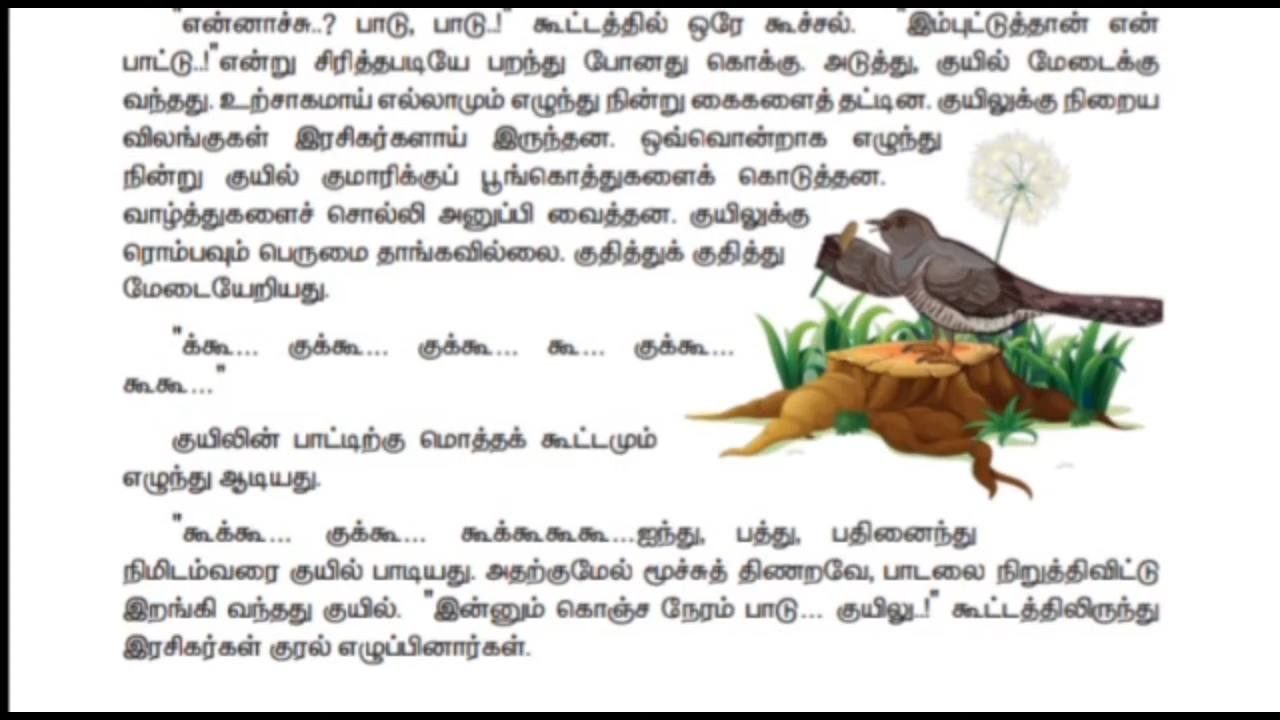 "என்னாச்சு..? பாடு, பாடு..!" கூட்டத்தில் ஒரே கூச்சல். "இம்புட்டுத்தான் என்
பாட்டு..!"என்று சிரித்தபடியே பறந்து போனது கொக்கு. அடுத்து, குயில் மேடைக்கு
வந்தது. உற்சாகமாய் எல்லாமும் எழுந்து நின்று கைகளைத் தட்டின. குயிலுக்கு நிறைய
விலங்குகள் இரசிகர்களாய் இருந்தன. ஒவ்வொன்றாக எழுந்து
நின்று குயில் குமாரிக்குப் பூங்கொத்துகளைக் கொடுத்தன.
வாழ்த்துகளைச் சொல்லி அனுப்பி வைத்தன. குயிலுக்கு
ரொம்பவும் பெருமை தாங்கவில்லை. குதித்துக் குதித்து
மேடையேறியது.
"க்கூ.... குக்கூ.... குக்கூ.... கூ.... குக்கூ....
கூகூ...."
குயிலின் பாட்டிற்கு மொத்தக் கூட்டமும்
எழுந்து ஆடியது.
"கூக்கூ.... குக்கூ.... கூக்கூகூகூ....ஐந்து, பத்து, பதினைந்து
நிமிடம்வரை குயில் பாடியது. அதற்குமேல் மூச்சுத் திணறவே, பாடலை நிறுத்திவிட்டு
இறங்கி வந்தது குயில். "இன்னும் கொஞ்ச நேரம் பாடு... குயிலு..!" கூட்டத்திலிருந்து
இரசிகர்கள் குரல் எழுப்பினார்கள்.